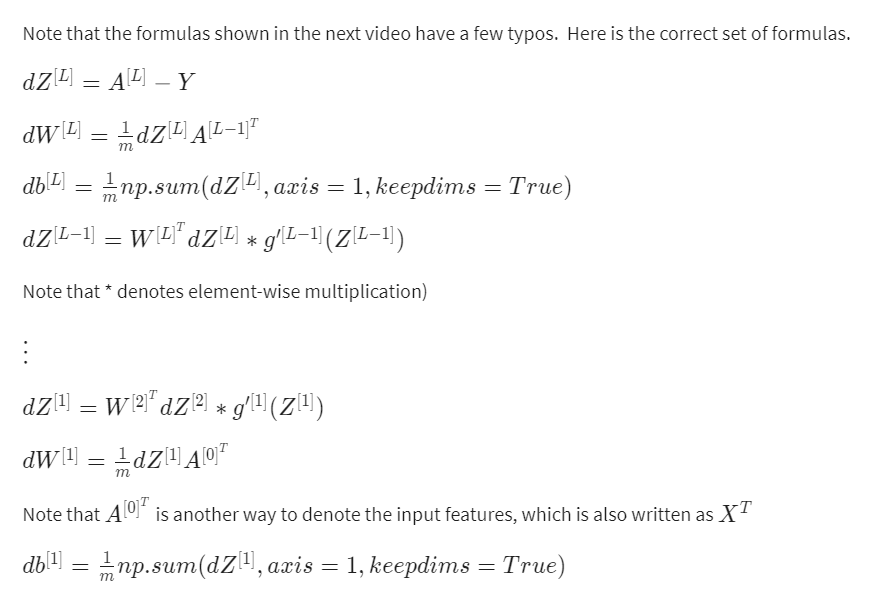 Note that the formulas shown in the next video have a few typos.  Here is the correct set of formulas.
$dZ^{[L]} = A^{[L]} - Y$
$dW^{[L]} = \frac{1}{m} dZ^{[L]} A^{[L-1]^T}$
$db^{[L]} = \frac{1}{m} np.sum(dZ^{[L]}, axis = 1, keepdims = True)$
$dZ^{[L-1]} = W^{[L]^T} dZ^{[L]} * g'^{[L-1]}(Z^{[L-1]})$
Note that * denotes element-wise multiplication)
⋮
$dZ^{[1]} = W^{[2]^T} dZ^{[2]} * g'^{[1]}(Z^{[1]})$
$dW^{[1]} = \frac{1}{m} dZ^{[1]} A^{[0]^T}$
Note that $A^{[0]^T}$ is another way to denote the input features, which is also written as $X^T$
$db^{[1]} = \frac{1}{m} np.sum(dZ^{[1]}, axis = 1, keepdims = True)$